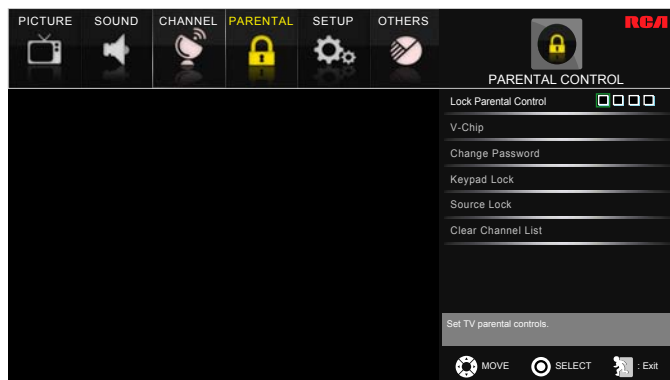 PICTURE SOUND CHANNEL PARENTAL SETUP OTHERS
RCA
PARENTAL CONTROL
Lock Parental Control
V-Chip
Change Password
Keypad Lock
Source Lock
Clear Channel List
Set TV parental controls.
MOVE SELECT : Exit